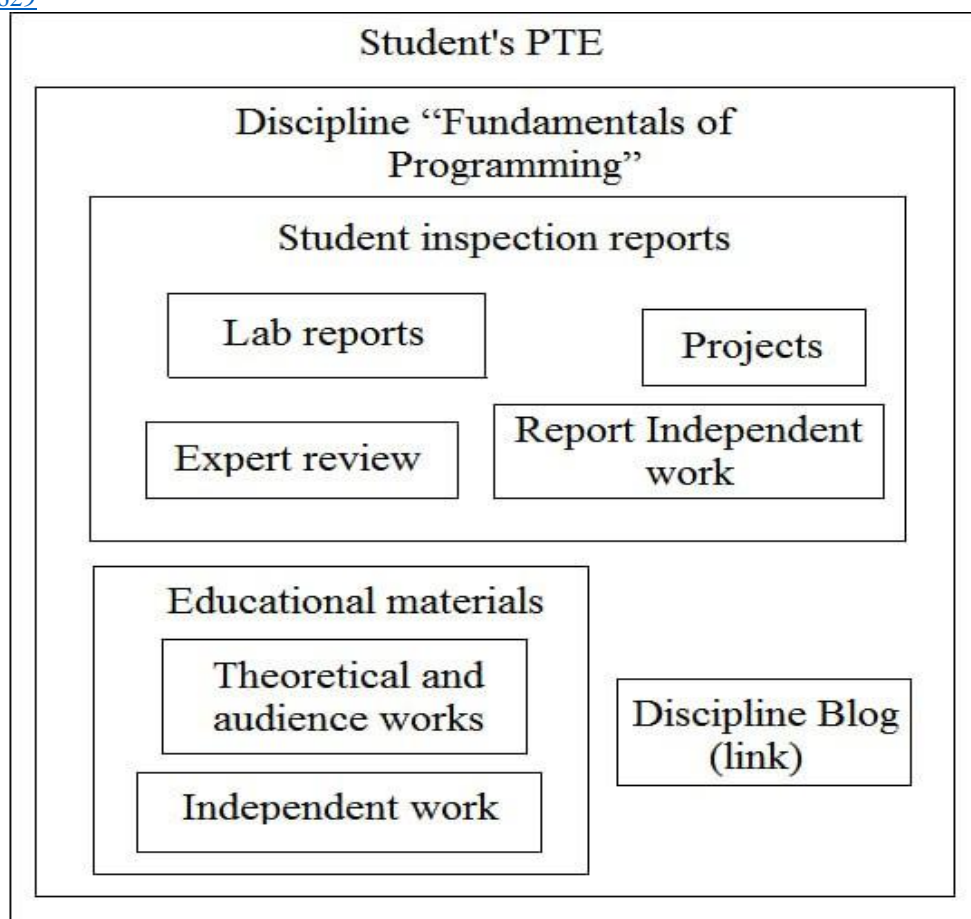 Student's PTE
Discipline “Fundamentals of
Programming”
Student inspection reports
Lab reports
Projects
Expert review
Report Independent
work
Educational materials
Theoretical and
audience works
Independent work
Discipline Blog
(link)